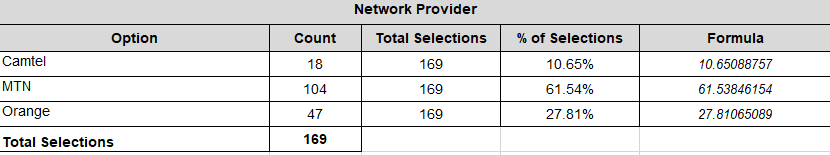 Network Provider
Option Count Total Selections % of Selections Formula
Camtel 18 169 10.65% 10.65088757
MTN 104 169 61.54% 61.53846154
Orange 47 169 27.81% 27.81065089
Total Selections 169